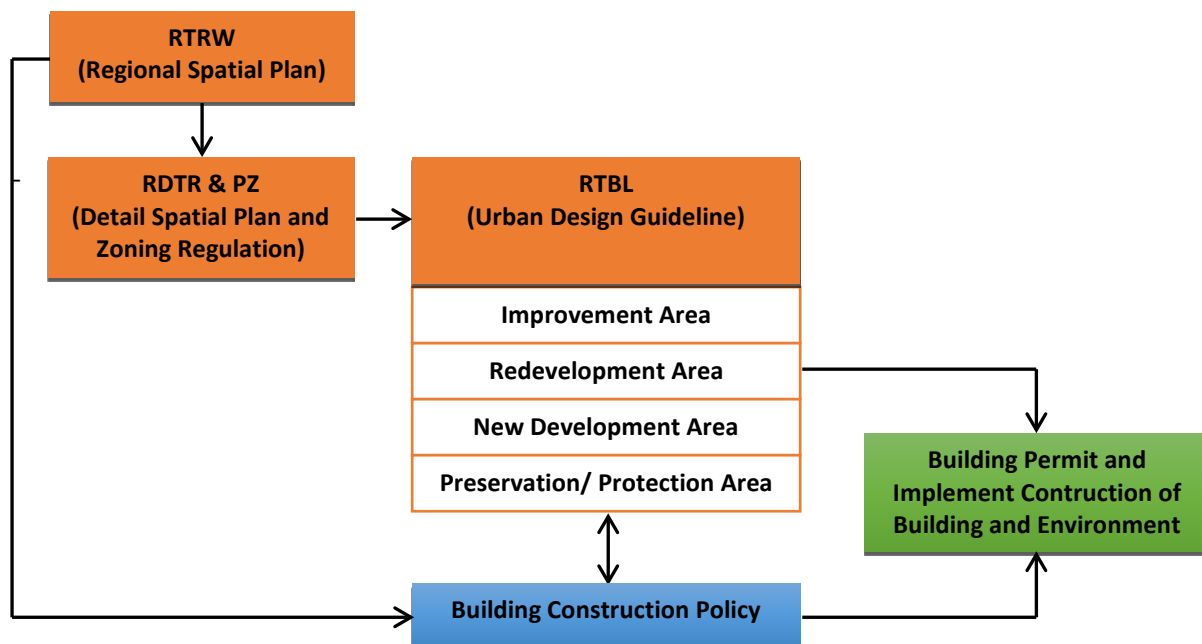 RTRW
(Regional Spatial Plan)
RDTR & PZ
(Detail Spatial Plan and
Zoning Regulation)
RTBL
(Urban Design Guideline)
Improvement Area
Redevelopment Area
New Development Area
Preservation/ Protection Area
Building Permit and
Implement Contruction of
Building and Environment
Building Construction Policy